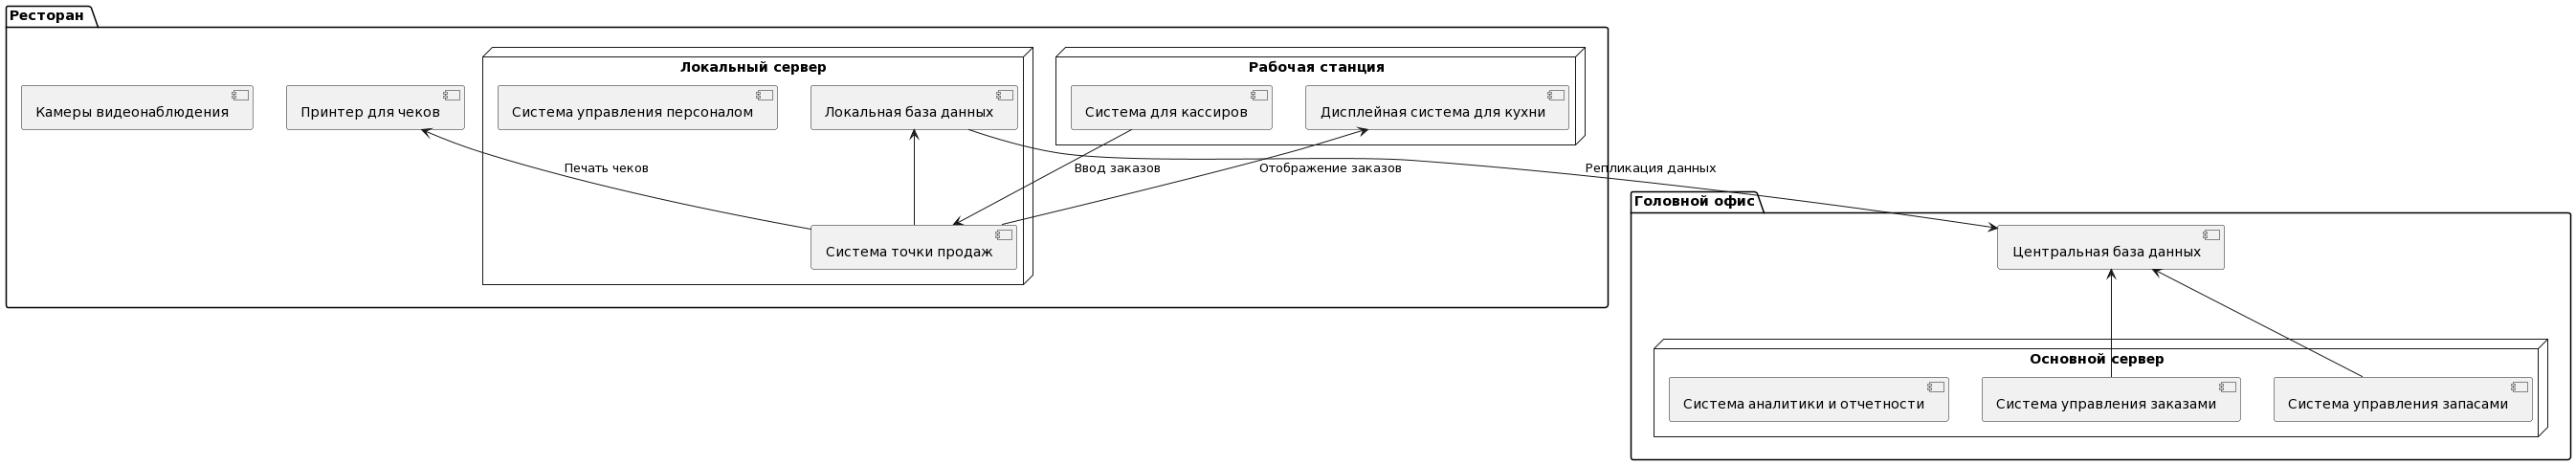 Ресторан
Локальный сервер
Рабочая станция
Камеры видеонаблюдения
Принтер для чеков
Система управления персоналом
Локальная база данных
Система для кассиров
Дисплейная система для кухни
Печать чеков
Ввод заказов
Отображение заказов
Репликация данных
Головной офис
Система точки продаж
Центральная база данных
Основной сервер
Система аналитики и отчетности
Система управления заказами
Система управления запасами